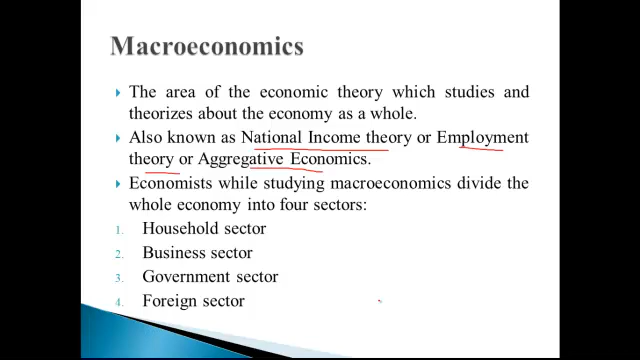 Macroeconomics
The area of the economic theory which studies and
theorizes about the economy as a whole.
Also known as National Income theory or Employment
theory or Aggregative Economics.
Economists while studying macroeconomics divide the
whole economy into four sectors:
1. Household sector
2. Business sector
3. Government sector
4. Foreign sector